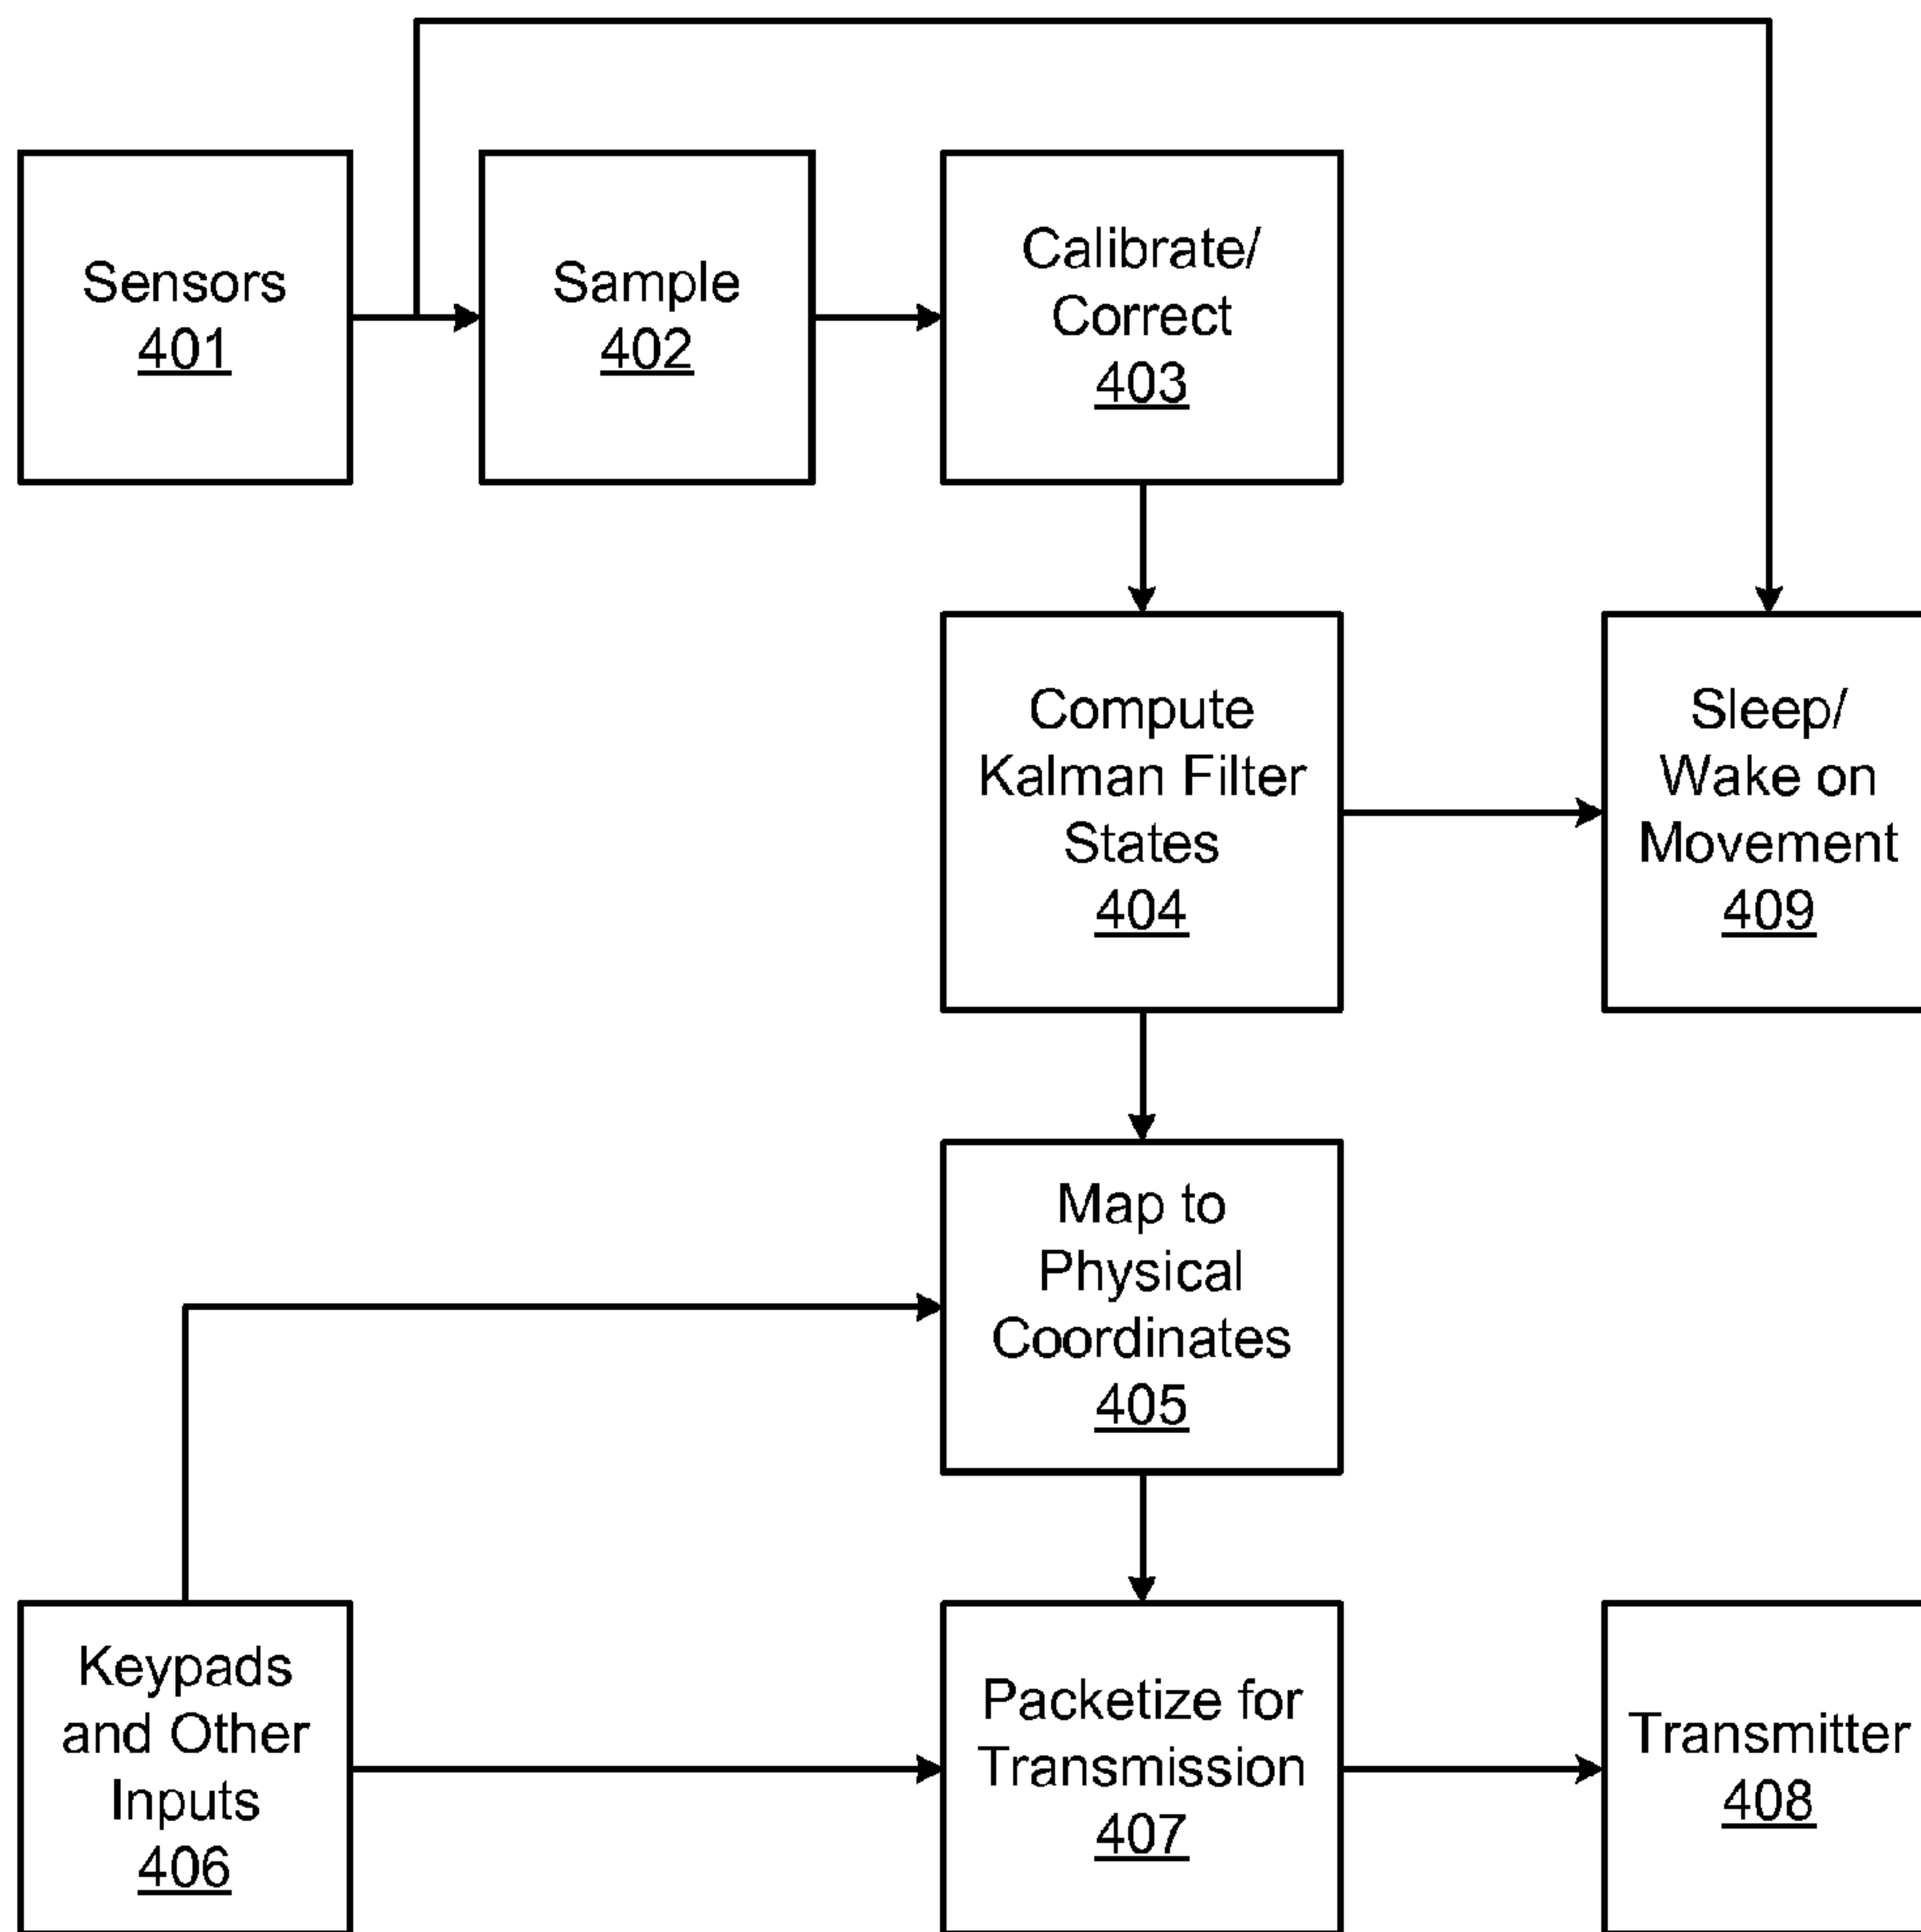 Sensors
401
Sample
402
Calibrate/
Correct
403
Compute
Kalman Filter
States
404
Sleep/
Wake on
Movement
409
Map to
Physical
Coordinates
405
Keypads
and Other
Inputs
406
Packetize for
Transmission
407
Transmitter
408